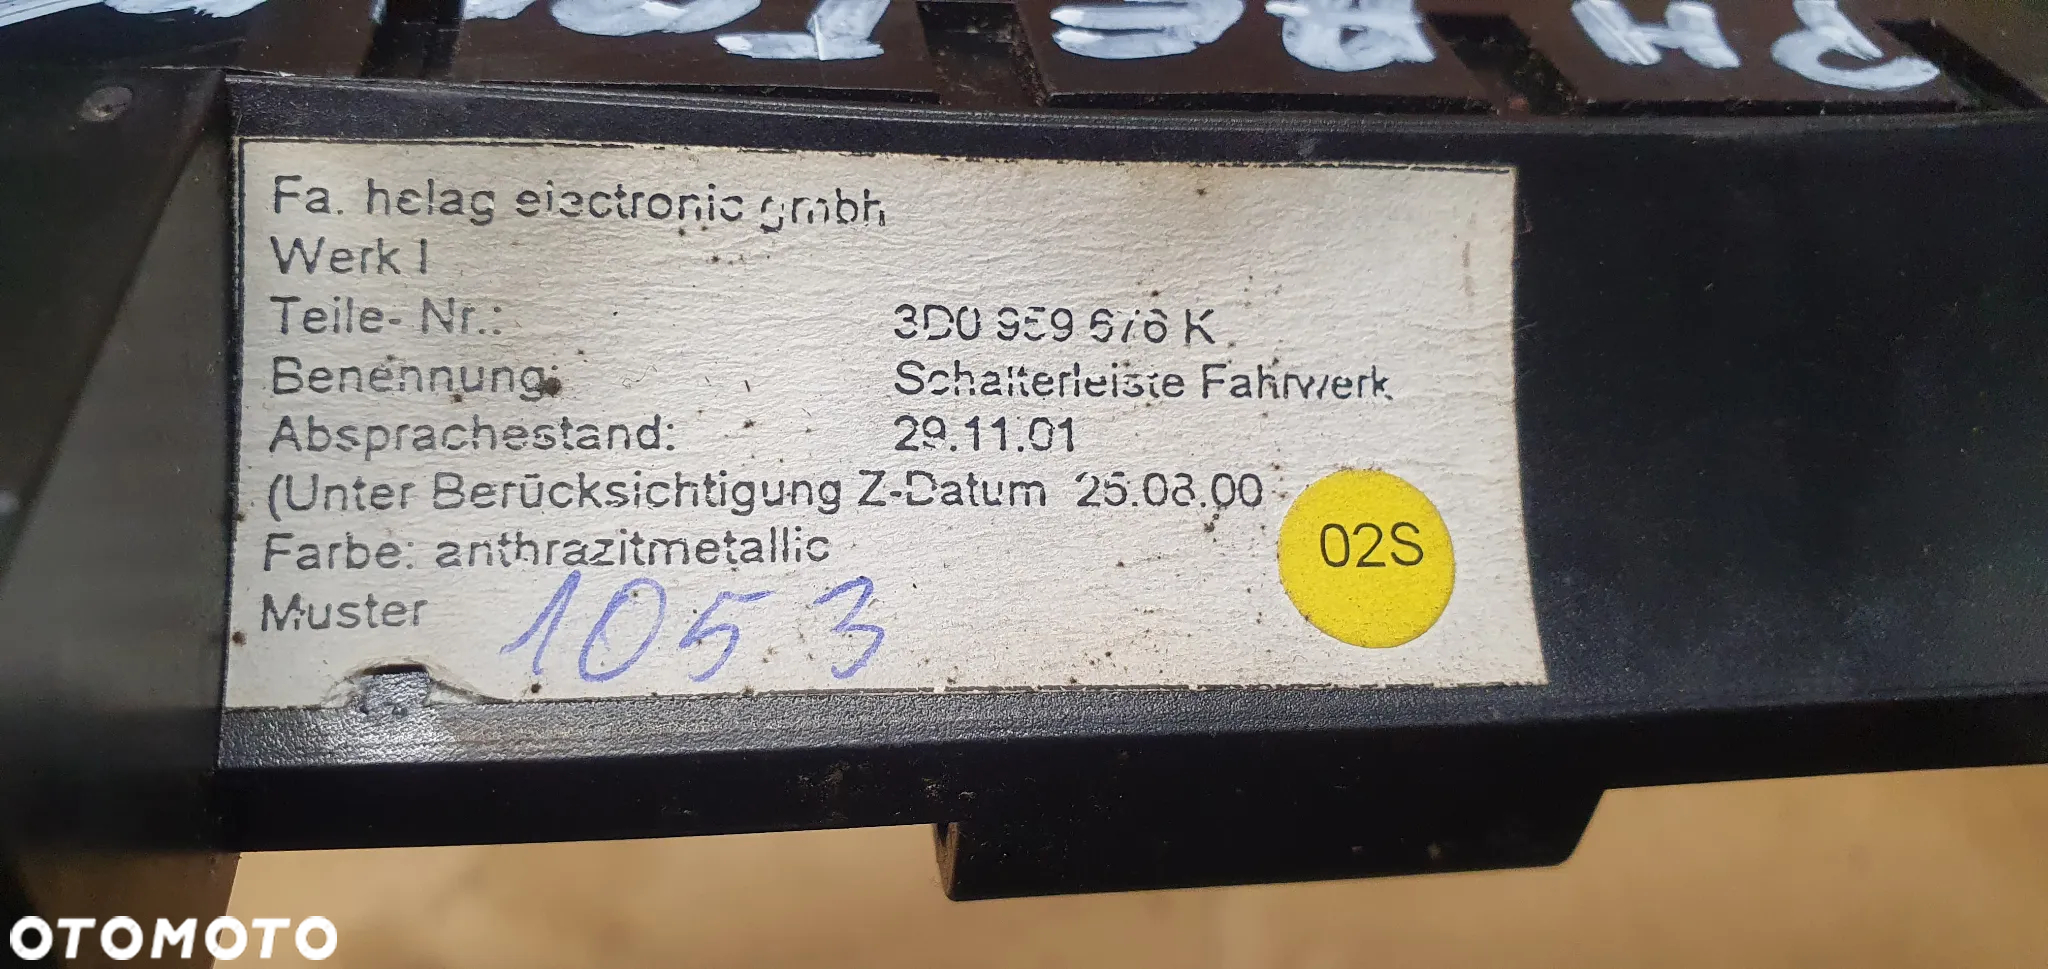 Fa. helag electronic gmbh
Werk I
Teile- Nr.: 3D0 959 676 K
Benennung: Schalterleiste Fahrwerk
Absprachestand: 29.11.01
(Unter Berücksichtigung Z-Datum 25.08.00
Farbe: anthrazitmetallic
02S
Muster 1053
OTOMOTO